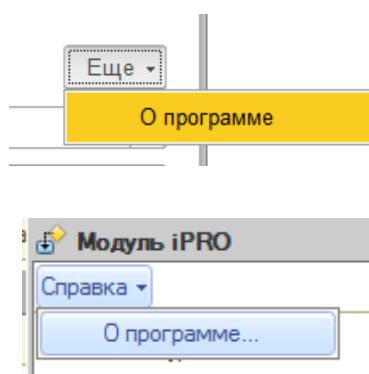 Еще
О программе
Модуль iPRO
Справка
О программе...